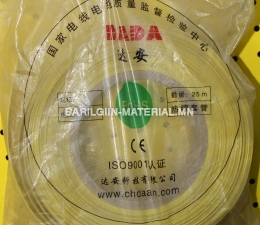 国家电线电缆质量监督检验中心
DADA
达安
数量：25m
BARILGIIN-MATERIAL.MN
CE
ISO9001认证
达安科技有限公司
www.chdaan.com